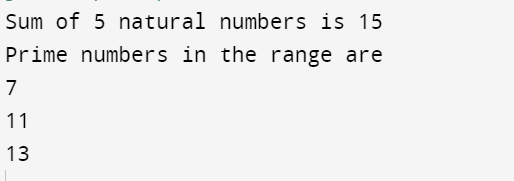 Sum of 5 natural numbers is 15
Prime numbers in the range are
7
11
13